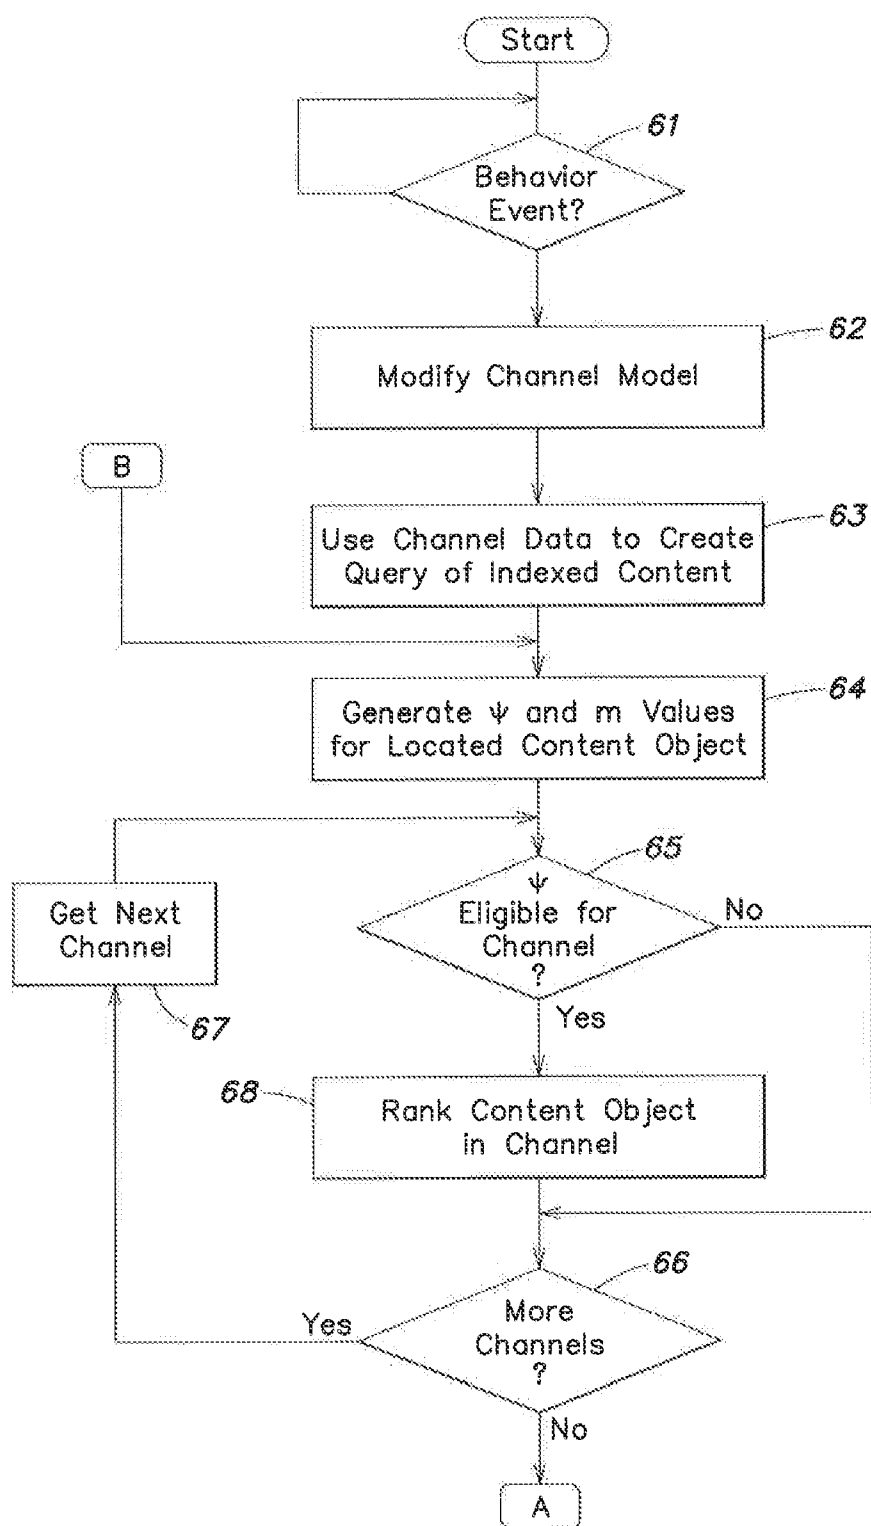 Start
61
Behavior
Event?
62
Modify Channel Model
B
63
Use Channel Data to Create
Query of Indexed Content
64
Generate ψ and m Values
for Located Content Object
65
ψ
Eligible for
Channel
?
No
Yes
Get Next
Channel
67
68
Rank Content Object
in Channel
66
More
Channels
?
Yes
No
A